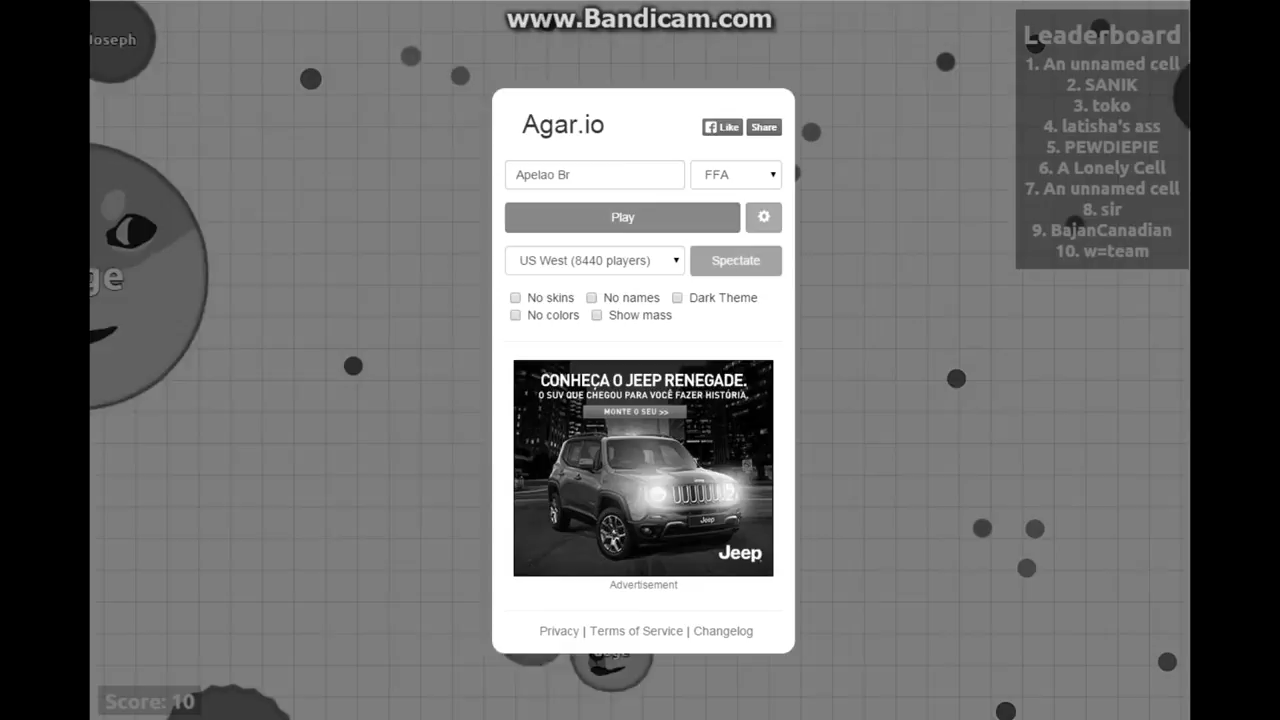 www.Bandicam.com
Joseph
Leaderboard
1. An unnamed cell
2. SANIK
3. toko
4. latisha's ass
5. PEWDIEPIE
6. A Lonely Cell
7. An unnamed cell
8. sir
9. BajanCanadian
10. w=team
Agar.io
Like
Share
Apelao Br
FFA
Play
US West (8440 players)
Spectate
No skins
No names
Dark Theme
No colors
Show mass
CONHEÇA O JEEP RENEGADE.
O SUV QUE CHEGOU PARA VOCÊ FAZER HISTÓRIA.
MONTE O SEU >>
Jeep
Jeep
Advertisement
Privacy | Terms of Service | Changelog
Score: 10